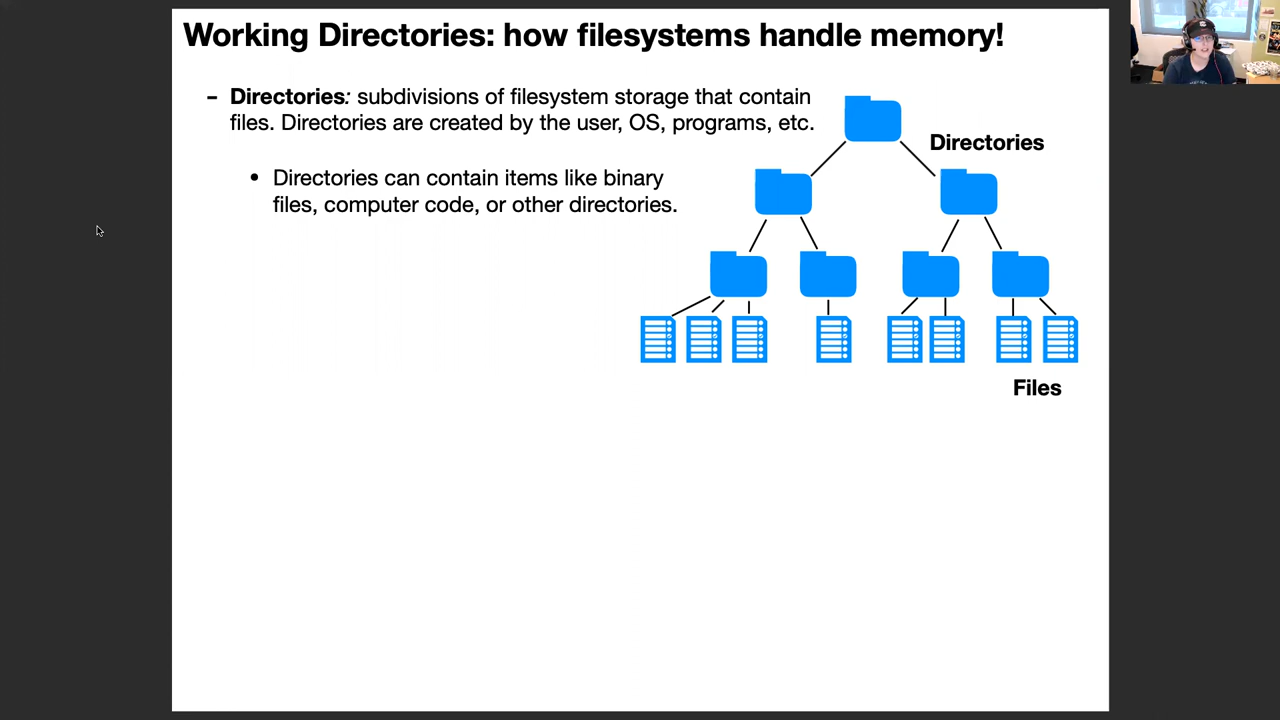 Working Directories: how filesystems handle memory!
– Directories: subdivisions of filesystem storage that contain
files. Directories are created by the user, OS, programs, etc.
• Directories can contain items like binary
files, computer code, or other directories.
Directories
Files